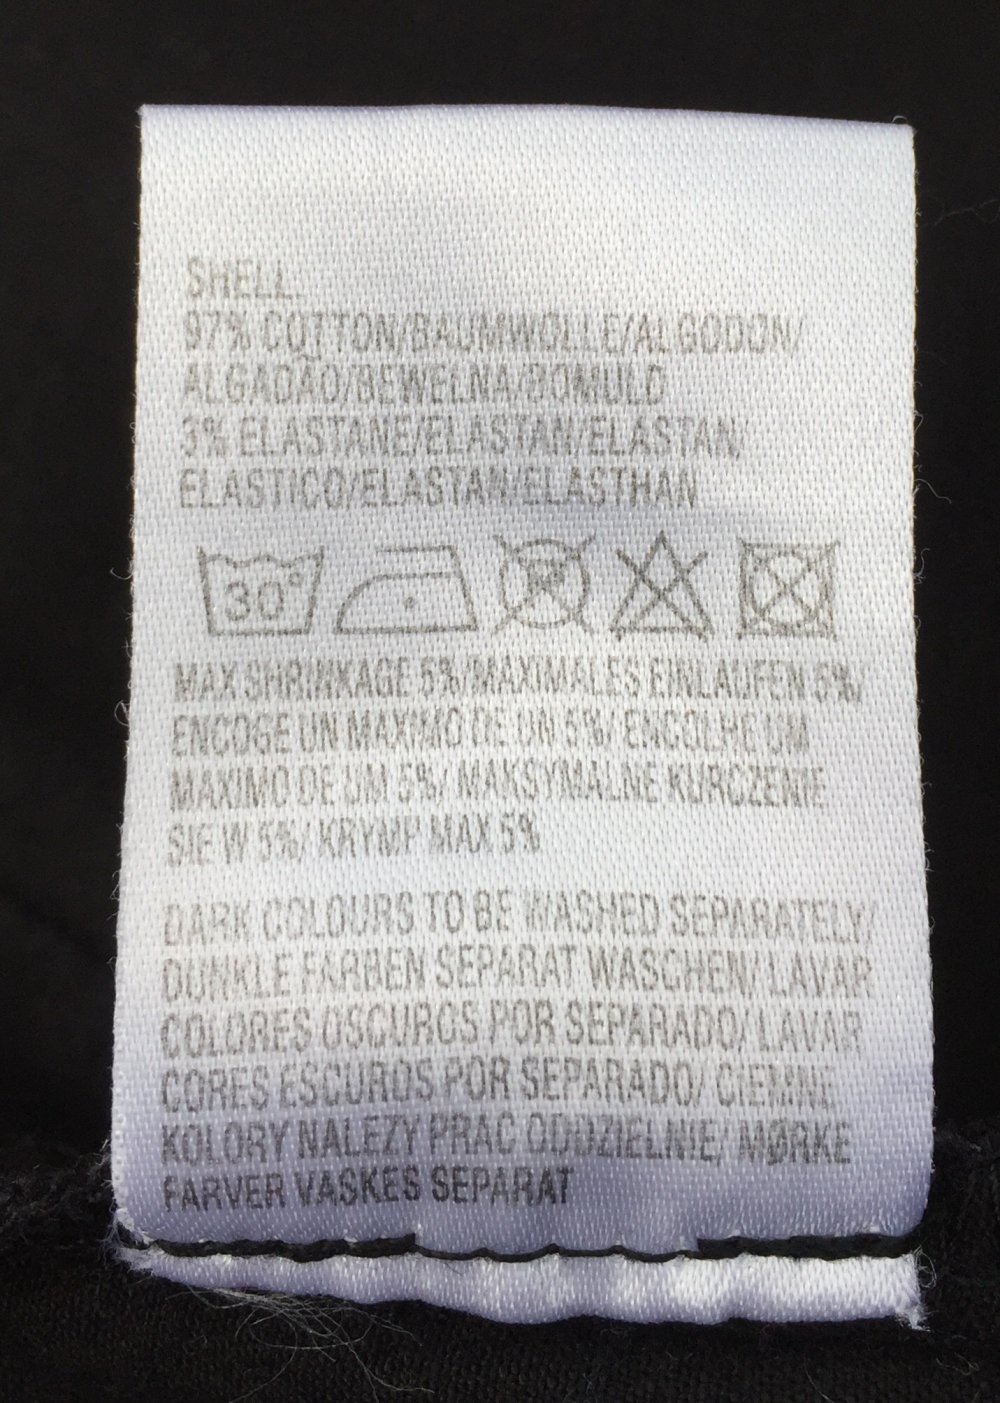 SHELL.
97% COTTON/BAUMWOLLE/ALGODON/
ALGADAO/BEWELNA/BOMULD
3% ELASTANE/ELASTAN/ELASTAN/
ELASTICO/ELASTAN/ELASTHAN
30°
MAX SHRINKAGE 5%/MAXIMALES EINLAUFEN 5%/
ENCOGE UN MAXIMO DE UN 5%/ ENCOLHE UM
MAXIMO DE UM 5%/ MAKSYMALNE KURCZENIE
SIE W 5%/ KRYMP MAX 5%
DARK COLOURS TO BE WASHED SEPARATELY/
DUNKLE FARBEN SEPARAT WASCHEN/ LAVAR
COLORES OSCUROS POR SEPARADO/ LAVAR
CORES ESCUROS POR SEPARADO/ CIEMNE
KOLORY NALEZY PRAC ODDZIELNIE/ MØRKE
FARVER VASKES SEPARAT